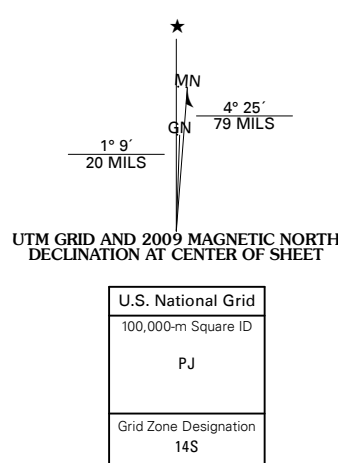 ★
MN
4° 25´
79 MILS
GN
1° 9´
20 MILS
UTM GRID AND 2009 MAGNETIC NORTH
DECLINATION AT CENTER OF SHEET
U.S. National Grid
100,000-m Square ID
PJ
Grid Zone Designation
14S